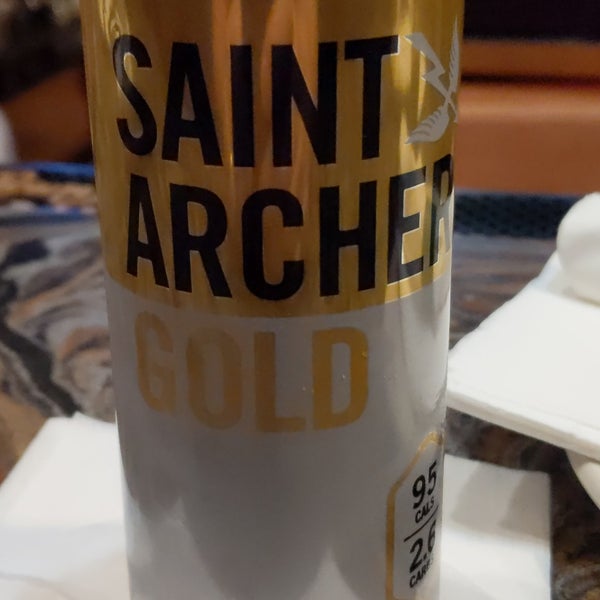 SAINT
ARCHER
GOLD
95
CALS
2.6
CARBS